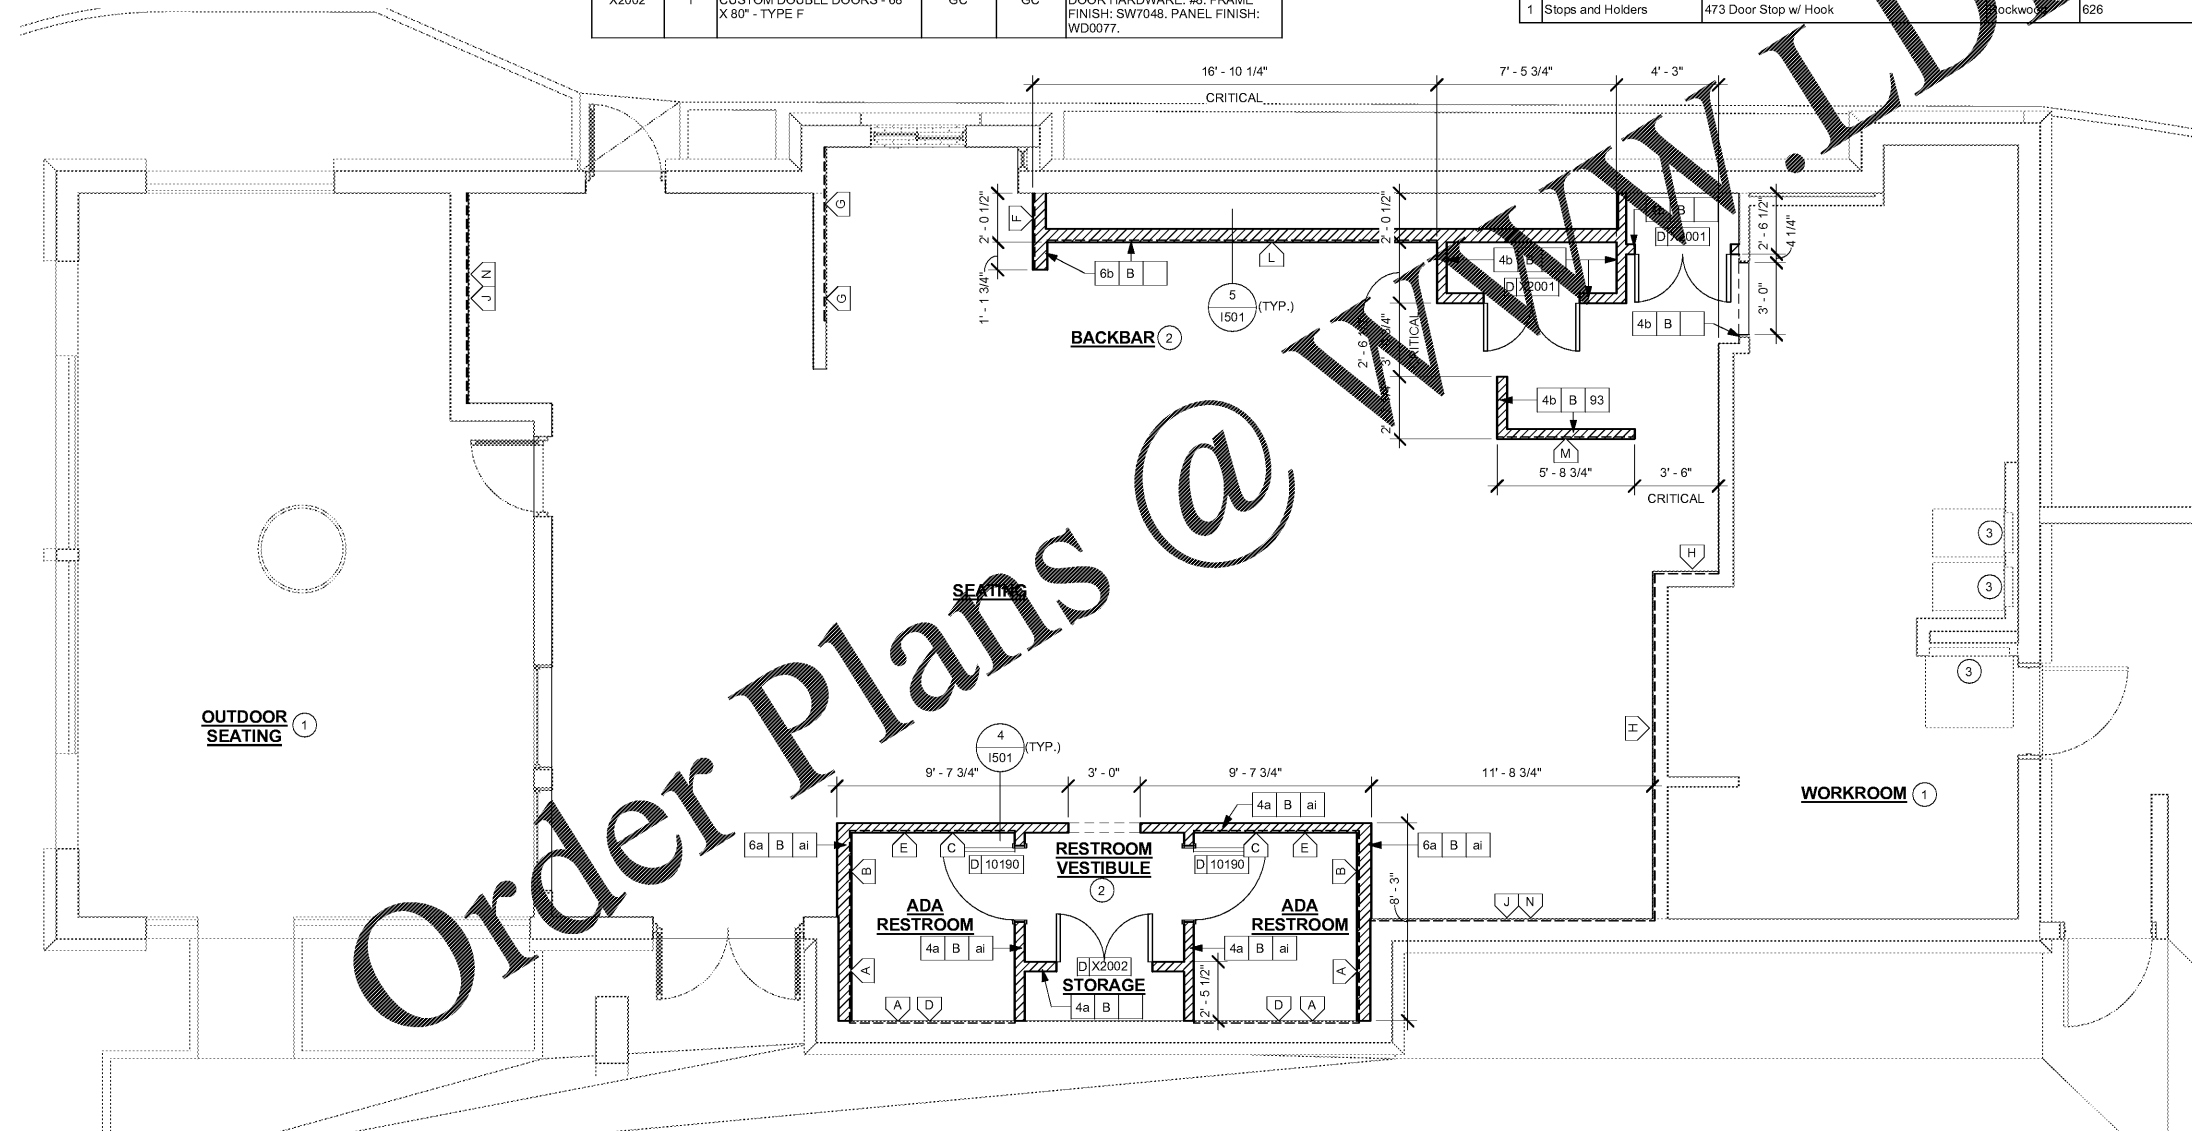 X2002 1 CUSTOM DOUBLE DOORS - 68" GC GC DOOR HARDWARE: #8. FRAME
X 80" - TYPE F FINISH: SW7048. PANEL FINISH:
WD0077.
1 Stops and Holders 473 Door Stop w/ Hook Rockwood 626
16' - 10 1/4"
7' - 5 3/4"
4' - 3"
CRITICAL
G
G
N
J
2' - 0 1/2"
F
1' - 1 3/4"
6b B
L
5
I501
(TYP.)
BACKBAR 2
2' - 0 1/2"
4b B
D X2001
4b B
D X2001
2' - 6 1/2"
4 1/4"
3' - 0"
4b B
CRITICAL
4b B 93
M
5' - 8 3/4"
3' - 6"
CRITICAL
H
3
3
3
SEATING
H
OUTDOOR
SEATING
1
WORKROOM 1
4
I501
(TYP.)
9' - 7 3/4"
3' - 0"
9' - 7 3/4"
11' - 8 3/4"
4a B ai
6a B ai
E
C
RESTROOM
VESTIBULE
2
C
E
6a B ai
D 10190
D 10190
B
B
8' - 3"
J
N
ADA
RESTROOM
ADA
RESTROOM
4a B ai
4a B ai
A
A
D X2002
STORAGE
4a B
2' - 5 1/2"
A
D
D
A
Order Plans @ WWW.LD